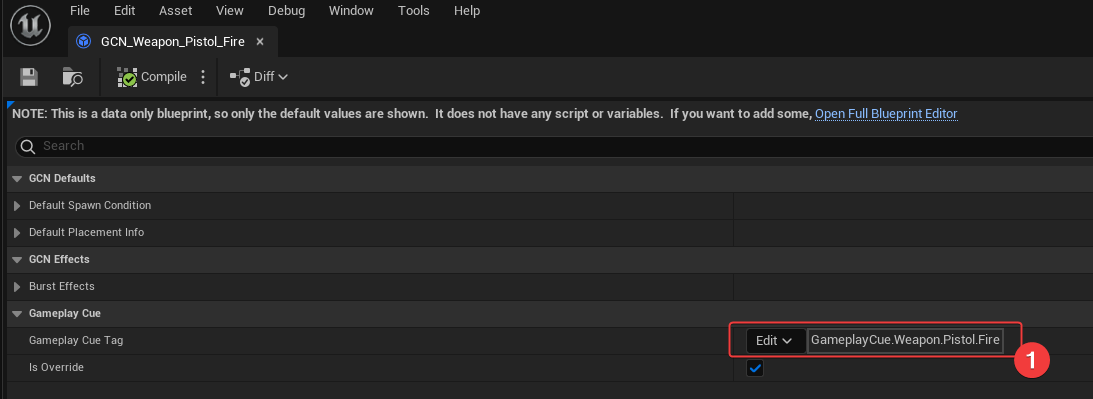 File Edit Asset View Debug Window Tools Help
GCN_Weapon_Pistol_Fire ×
Compile Diff
NOTE: This is a data only blueprint, so only the default values are shown. It does not have any script or variables. If you want to add some, Open Full Blueprint Editor
Search
GCN Defaults
Default Spawn Condition
Default Placement Info
GCN Effects
Burst Effects
Gameplay Cue
Gameplay Cue Tag Edit GameplayCue.Weapon.Pistol.Fire
1
Is Override